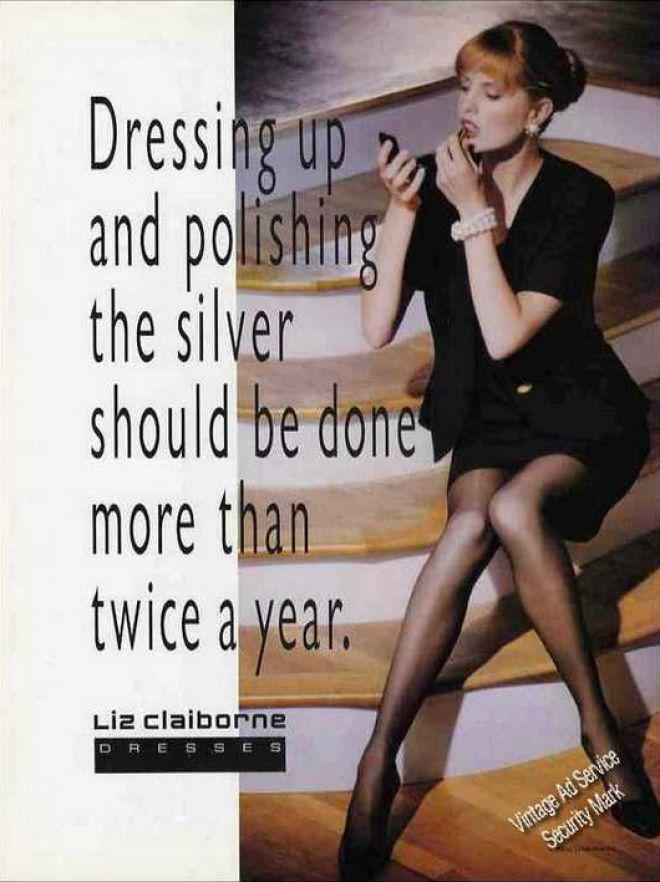 Dressing up
and polishing
the silver
should be done
more than
twice a year.
Liz claiborne
DRESSES
Vintage Ad Service
Security Mark